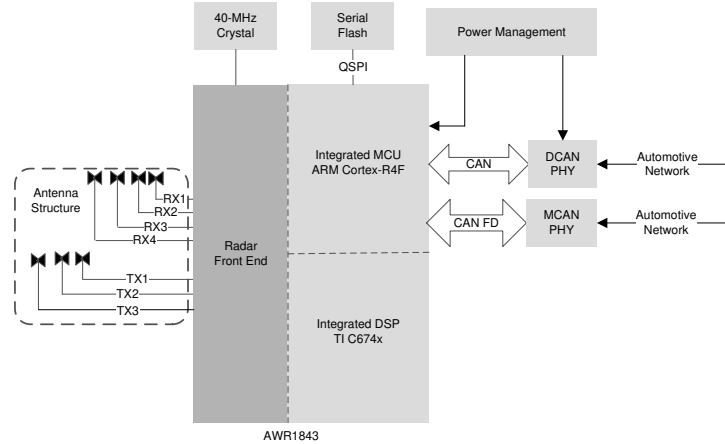 40-MHz
Crystal
Serial
Flash
Power Management
QSPI
Integrated MCU
ARM Cortex-R4F
CAN
DCAN
PHY
Automotive
Network
Antenna
Structure
RX1
RX2
RX3
RX4
CAN FD
MCAN
PHY
Automotive
Network
Radar
Front End
TX1
TX2
TX3
Integrated DSP
TI C674x
AWR1843